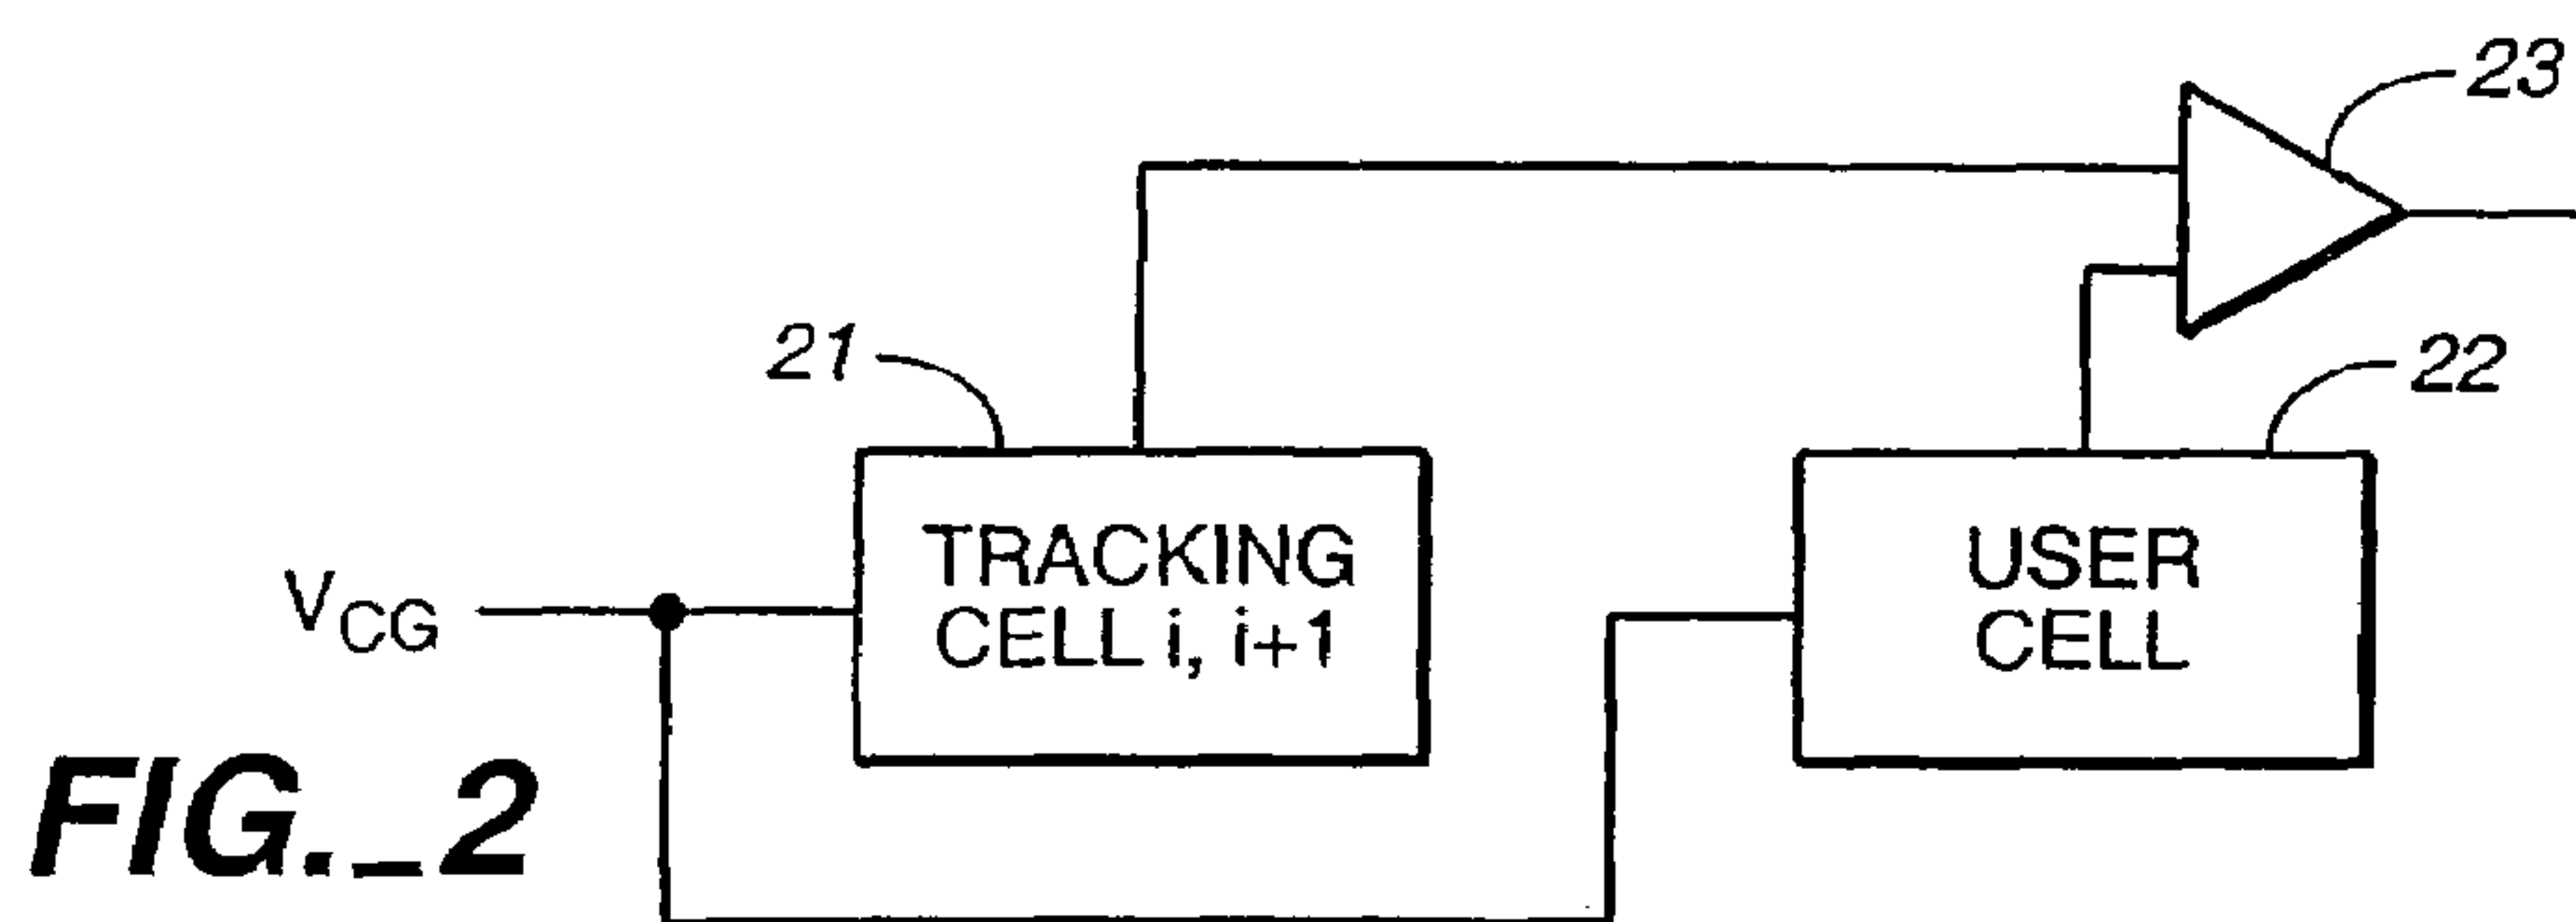 23
21
22
TRACKING
CELL i, i+1
USER
CELL
VCG
FIG._2